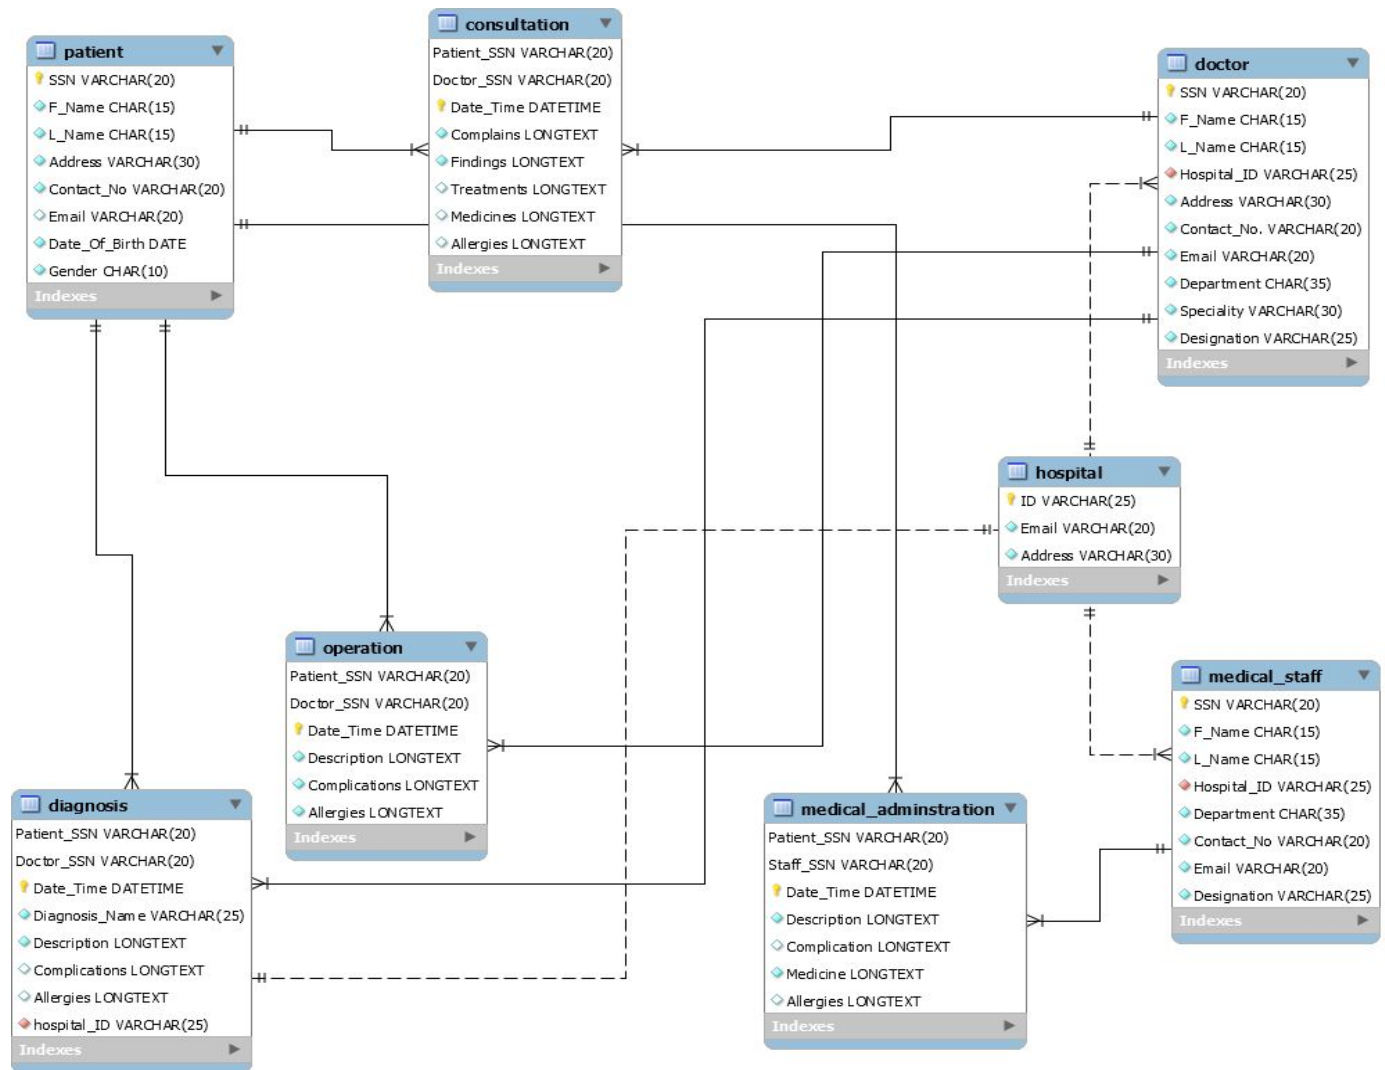 patient
SSN VARCHAR(20)
F_Name CHAR(15)
L_Name CHAR(15)
Address VARCHAR(30)
Contact_No VARCHAR(20)
Email VARCHAR(20)
Date_Of_Birth DATE
Gender CHAR(10)
Indexes
consultation
Patient_SSN VARCHAR(20)
Doctor_SSN VARCHAR(20)
Date_Time DATETIME
Complains LONGTEXT
Findings LONGTEXT
Treatments LONGTEXT
Medicines LONGTEXT
Allergies LONGTEXT
Indexes
doctor
SSN VARCHAR(20)
F_Name CHAR(15)
L_Name CHAR(15)
Hospital_ID VARCHAR(25)
Address VARCHAR(30)
Contact_No. VARCHAR(20)
Email VARCHAR(20)
Department CHAR(35)
Speciality VARCHAR(30)
Designation VARCHAR(25)
Indexes
hospital
ID VARCHAR(25)
Email VARCHAR(20)
Address VARCHAR(30)
Indexes
operation
Patient_SSN VARCHAR(20)
Doctor_SSN VARCHAR(20)
Date_Time DATETIME
Description LONGTEXT
Complications LONGTEXT
Allergies LONGTEXT
Indexes
medical_staff
SSN VARCHAR(20)
F_Name CHAR(15)
L_Name CHAR(15)
Hospital_ID VARCHAR(25)
Department CHAR(35)
Contact_No VARCHAR(20)
Email VARCHAR(20)
Designation VARCHAR(25)
Indexes
diagnosis
Patient_SSN VARCHAR(20)
Doctor_SSN VARCHAR(20)
Date_Time DATETIME
Diagnosis_Name VARCHAR(25)
Description LONGTEXT
Complications LONGTEXT
Allergies LONGTEXT
hospital_ID VARCHAR(25)
Indexes
medical_adminstration
Patient_SSN VARCHAR(20)
Staff_SSN VARCHAR(20)
Date_Time DATETIME
Description LONGTEXT
Complication LONGTEXT
Medicine LONGTEXT
Allergies LONGTEXT
Indexes